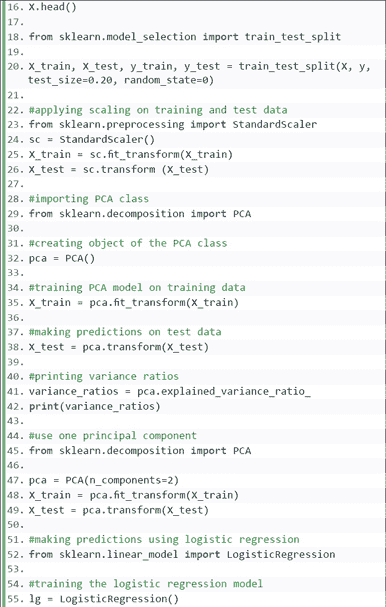 16. X.head()
17.
18. from sklearn.model_selection import train_test_split
19.
20. X_train, X_test, y_train, y_test = train_test_split(X, y,
test_size=0.20, random_state=0)
21.
22. #applying scaling on training and test data
23. from sklearn.preprocessing import StandardScaler
24. sc = StandardScaler()
25. X_train = sc.fit_transform(X_train)
26. X_test = sc.transform (X_test)
27.
28. #importing PCA class
29. from sklearn.decomposition import PCA
30.
31. #creating object of the PCA class
32. pca = PCA()
33.
34. #training PCA model on training data
35. X_train = pca.fit_transform(X_train)
36.
37. #making predictions on test data
38. X_test = pca.transform(X_test)
39.
40. #printing variance ratios
41. variance_ratios = pca.explained_variance_ratio_
42. print(variance_ratios)
43.
44. #use one principal component
45. from sklearn.decomposition import PCA
46.
47. pca = PCA(n_components=2)
48. X_train = pca.fit_transform(X_train)
49. X_test = pca.transform(X_test)
50.
51. #making predictions using logistic regression
52. from sklearn.linear_model import LogisticRegression
53.
54. #training the logistic regression model
55. lg = LogisticRegression()